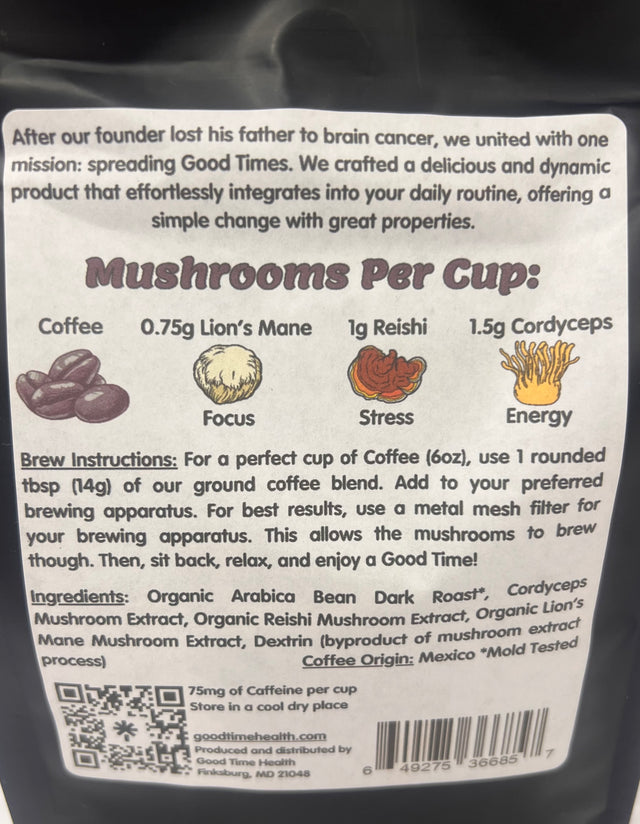 After our founder lost his father to brain cancer, we united with one
mission: spreading Good Times. We crafted a delicious and dynamic
product that effortlessly integrates into your daily routine, offering a
simple change with great properties.
Mushrooms Per Cup:
Coffee 0.75g Lion's Mane 1g Reishi 1.5g Cordyceps
Focus Stress Energy
Brew Instructions: For a perfect cup of Coffee (6oz), use 1 rounded
tbsp (14g) of our ground coffee blend. Add to your preferred
brewing apparatus. For best results, use a metal mesh filter for
your brewing apparatus. This allows the mushrooms to brew
though. Then, sit back, relax, and enjoy a Good Time!
Ingredients: Organic Arabica Bean Dark Roast*, Cordyceps
Mushroom Extract, Organic Reishi Mushroom Extract, Organic Lion's
Mane Mushroom Extract, Dextrin (byproduct of mushroom extract
process) Coffee Origin: Mexico *Mold Tested
75mg of Caffeine per cup
Store in a cool dry place
goodtimehealth.com
Produced and distributed by
Good Time Health
Finksburg, MD 21048
6 49275 36685 7